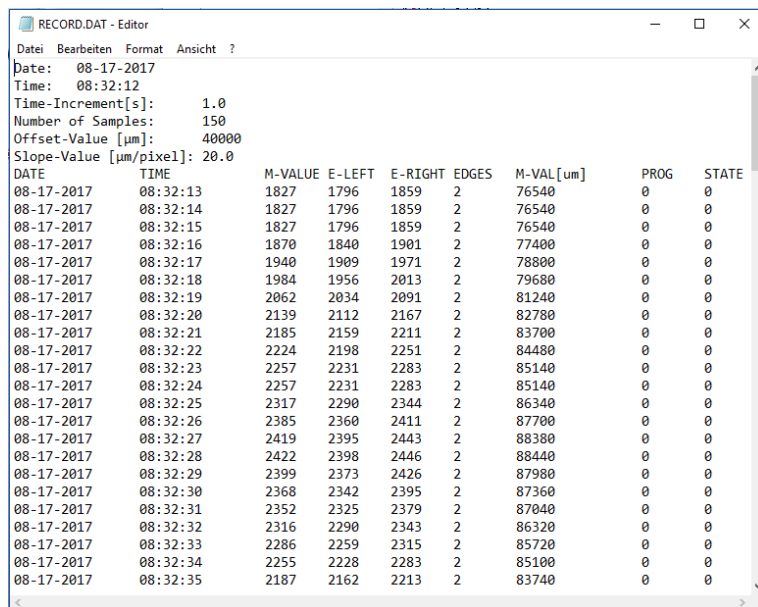 RECORD.DAT - Editor
Datei Bearbeiten Format Ansicht ?
Date: 08-17-2017
Time: 08:32:12
Time-Increment[s]: 1.0
Number of Samples: 150
Offset-Value [µm]: 40000
Slope-Value [µm/pixel]: 20.0
DATE TIME M-VALUE E-LEFT E-RIGHT EDGES M-VAL[um] PROG STATE
08-17-2017 08:32:13 1827 1796 1859 2 76540 0 0
08-17-2017 08:32:14 1827 1796 1859 2 76540 0 0
08-17-2017 08:32:15 1827 1796 1859 2 76540 0 0
08-17-2017 08:32:16 1870 1840 1901 2 77400 0 0
08-17-2017 08:32:17 1940 1909 1971 2 78800 0 0
08-17-2017 08:32:18 1984 1956 2013 2 79680 0 0
08-17-2017 08:32:19 2062 2034 2091 2 81240 0 0
08-17-2017 08:32:20 2139 2112 2167 2 82780 0 0
08-17-2017 08:32:21 2185 2159 2211 2 83700 0 0
08-17-2017 08:32:22 2224 2198 2251 2 84480 0 0
08-17-2017 08:32:23 2257 2231 2283 2 85140 0 0
08-17-2017 08:32:24 2257 2231 2283 2 85140 0 0
08-17-2017 08:32:25 2317 2290 2344 2 86340 0 0
08-17-2017 08:32:26 2385 2360 2411 2 87700 0 0
08-17-2017 08:32:27 2419 2395 2443 2 88380 0 0
08-17-2017 08:32:28 2422 2398 2446 2 88440 0 0
08-17-2017 08:32:29 2399 2373 2426 2 87980 0 0
08-17-2017 08:32:30 2368 2342 2395 2 87360 0 0
08-17-2017 08:32:31 2352 2325 2379 2 87040 0 0
08-17-2017 08:32:32 2316 2290 2343 2 86320 0 0
08-17-2017 08:32:33 2286 2259 2315 2 85720 0 0
08-17-2017 08:32:34 2255 2228 2283 2 85100 0 0
08-17-2017 08:32:35 2187 2162 2213 2 83740 0 0